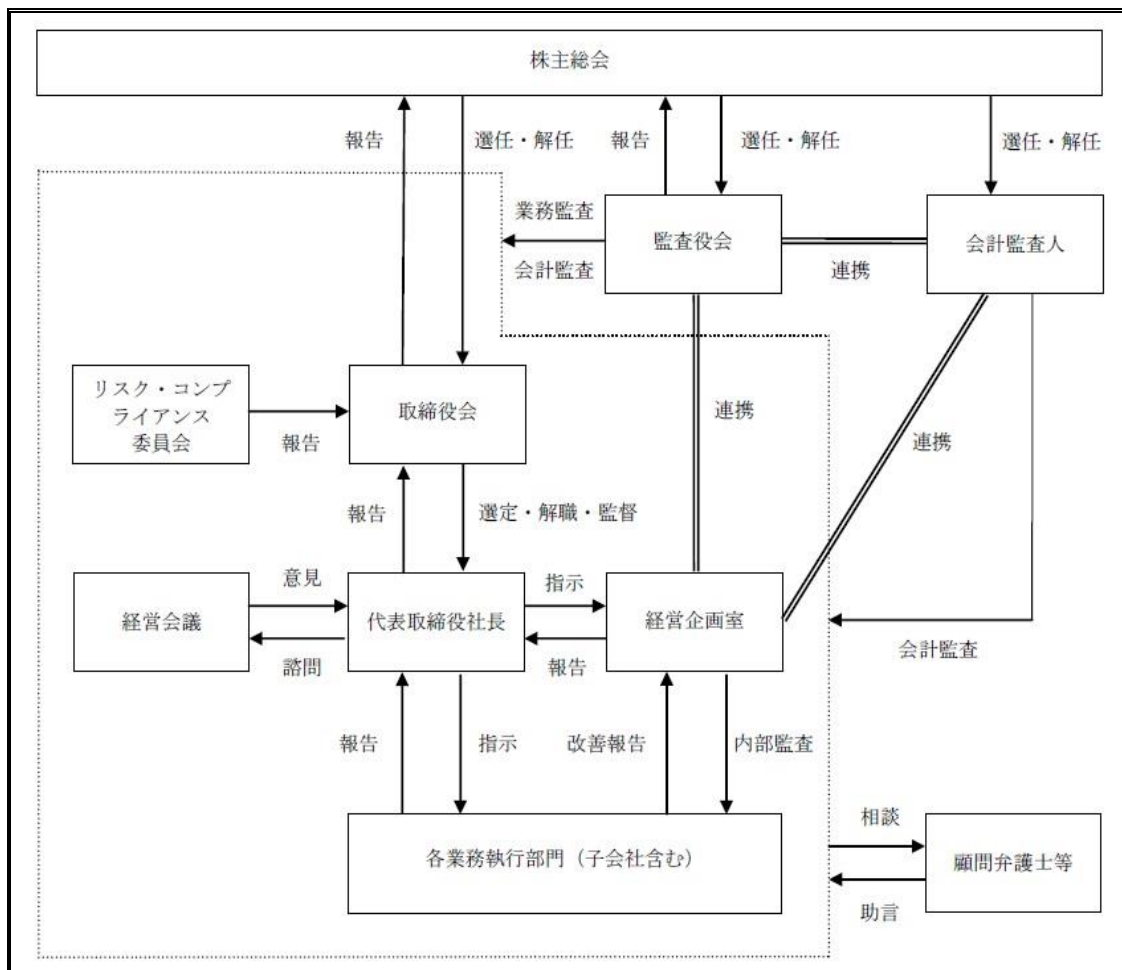 株主総会
報告
選任・解任
報告
選任・解任
選任・解任
業務監査
会計監査
監査役会
連携
会計監査人
リスク・コンプ
ライアンス
委員会
報告
取締役会
連携
連携
報告
選定・解職・監督
経営会議
意見
諮問
代表取締役社長
指示
報告
経営企画室
会計監査
報告
指示
改善報告
内部監査
各業務執行部門（子会社含む）
相談
助言
顧問弁護士等